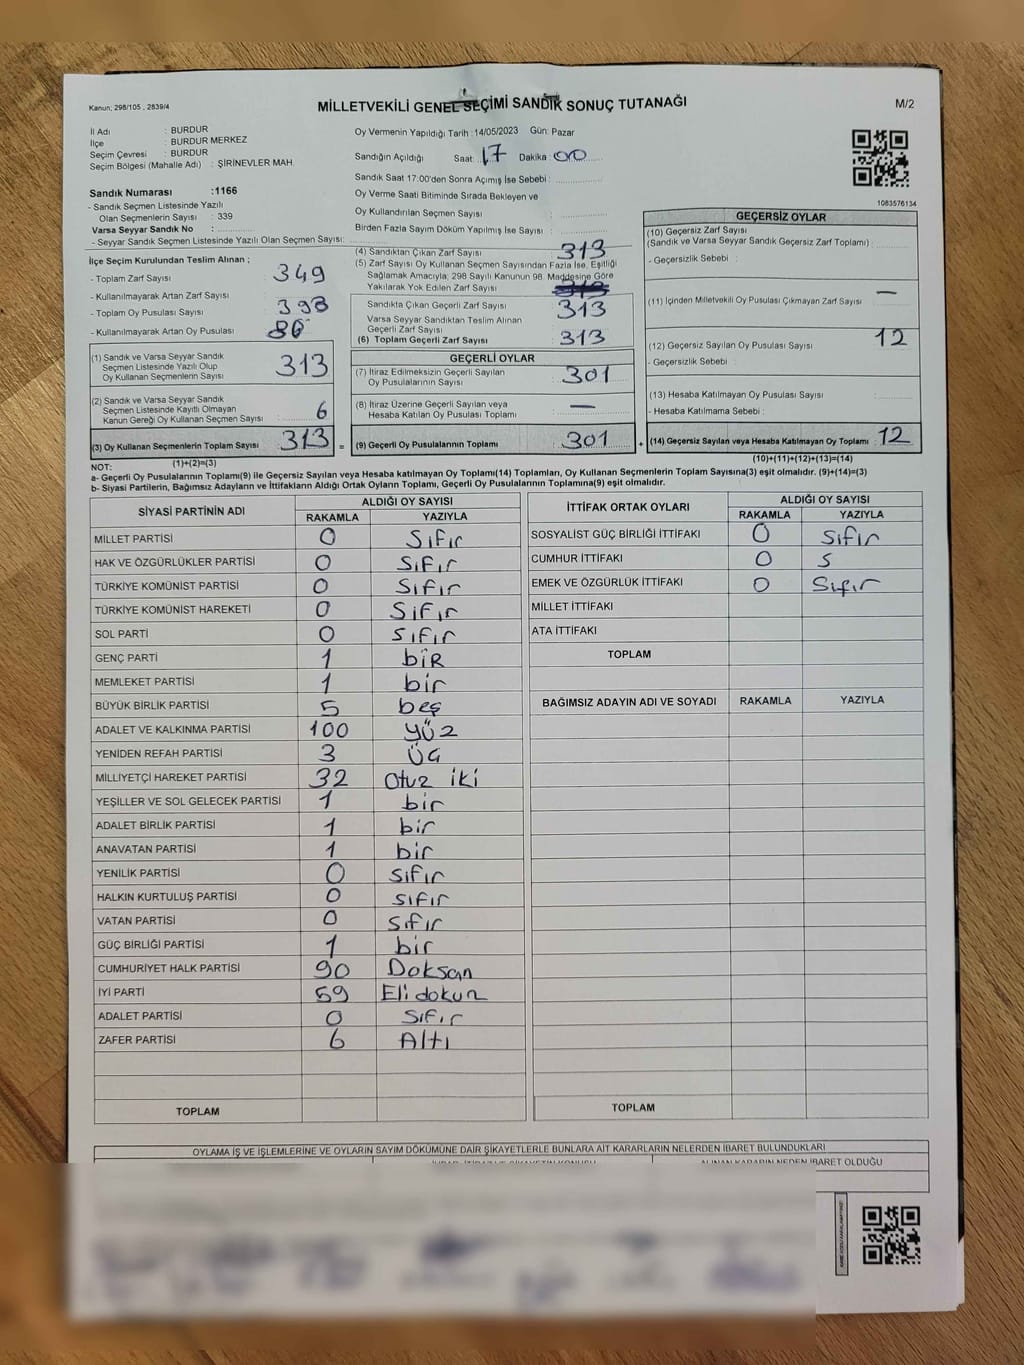 Kanun; 298/105 , 2839/4
MİLLETVEKİLİ GENEL SEÇİMİ SANDIK SONUÇ TUTANAĞI
M/2
İl Adı : BURDUR
İlçe : BURDUR MERKEZ
Seçim Çevresi : BURDUR
Seçim Bölgesi (Mahalle Adı) : ŞİRİNEVLER MAH.
Sandık Numarası :1166
- Sandık Seçmen Listesinde Yazılı
Olan Seçmenlerin Sayısı : 339
Varsa Seyyar Sandık No :
- Seyyar Sandık Seçmen Listesinde Yazılı Olan Seçmen Sayısı:
Oy Vermenin Yapıldığı Tarih :14/05/2023 Gün: Pazar
Sandığın Açıldığı Saat: 17 Dakika :00
Sandık Saat 17:00'den Sonra Açımış İse Sebebi :
Oy Verme Saati Bitiminde Sırada Bekleyen ve
Oy Kullandırılan Seçmen Sayısı :
Birden Fazla Sayım Döküm Yapılmış İse Sayısı :
1083576134
İlçe Seçim Kurulundan Teslim Alınan ;
- Toplam Zarf Sayısı : 349
- Kullanılmayarak Artan Zarf Sayısı :
- Toplam Oy Pusulası Sayısı : 398
- Kullanılmayarak Artan Oy Pusulası : 86
(1) Sandık ve Varsa Seyyar Sandık
Seçmen Listesinde Yazılı Olup
Oy Kullanan Seçmenlerin Sayısı : 313
(2) Sandık ve Varsa Seyyar Sandık
Seçmen Listesinde Kayıtlı Olmayan
Kanun Gereği Oy Kullanan Seçmen Sayısı : 6
(3) Oy Kullanan Seçmenlerin Toplam Sayısı : 313 =
(1)+(2)=(3)
(4) Sandıktan Çıkan Zarf Sayısı : 313
(5) Zarf Sayısı Oy Kullanan Seçmen Sayısından Fazla İse, Eşitliği
Sağlamak Amacıyla; 298 Sayılı Kanunun 98. Maddesine Göre
Yakılarak Yok Edilen Zarf Sayısı :
Sandıkta Çıkan Geçerli Zarf Sayısı : 313
Varsa Seyyar Sandıktan Teslim Alınan
Geçerli Zarf Sayısı :
(6) Toplam Geçerli Zarf Sayısı : 313
GEÇERLİ OYLAR
(7) İtiraz Edilmeksizin Geçerli Sayılan
Oy Pusulalarının Sayısı : 301
(8) İtiraz Üzerine Geçerli Sayılan veya
Hesaba Katılan Oy Pusulası Toplamı : —
(9) Geçerli Oy Pusulalarının Toplamı : 301 +
GEÇERSİZ OYLAR
(10) Geçersiz Zarf Sayısı
(Sandık ve Varsa Seyyar Sandık Geçersiz Zarf Toplamı) :
- Geçersizlik Sebebi :
(11) İçinden Milletvekili Oy Pusulası Çıkmayan Zarf Sayısı : —
(12) Geçersiz Sayılan Oy Pusulası Sayısı : 12
- Geçersizlik Sebebi :
(13) Hesaba Katılmayan Oy Pusulası Sayısı :
- Hesaba Katılmama Sebebi :
(14) Geçersiz Sayılan veya Hesaba Katılmayan Oy Toplamı : 12
(10)+(11)+(12)+(13)=(14)
NOT:
a- Geçerli Oy Pusulalarının Toplamı(9) ile Geçersiz Sayılan veya Hesaba katılmayan Oy Toplamı(14) Toplamları, Oy Kullanan Seçmenlerin Toplam Sayısına(3) eşit olmalıdır. (9)+(14)=(3)
b- Siyasi Partilerin, Bağımsız Adayların ve İttifakların Aldığı Ortak Oyların Toplamı, Geçerli Oy Pusulalarının Toplamına(9) eşit olmalıdır.
SİYASİ PARTİNİN ADI ALDIĞI OY SAYISI
RAKAMLA YAZIYLA
MİLLET PARTİSİ 0 Sıfır
HAK VE ÖZGÜRLÜKLER PARTİSİ 0 Sıfır
TÜRKİYE KOMÜNİST PARTİSİ 0 Sıfır
TÜRKİYE KOMÜNİST HAREKETİ 0 Sıfır
SOL PARTİ 0 Sıfır
GENÇ PARTİ 1 bİR
MEMLEKET PARTİSİ 1 bir
BÜYÜK BİRLİK PARTİSİ 5 beş
ADALET VE KALKINMA PARTİSİ 100 YÜZ
YENİDEN REFAH PARTİSİ 3 ÜÇ
MİLLİYETÇİ HAREKET PARTİSİ 32 Otuz iki
YEŞİLLER VE SOL GELECEK PARTİSİ 1 bir
ADALET BİRLİK PARTİSİ 1 bir
ANAVATAN PARTİSİ 1 bir
YENİLİK PARTİSİ 0 sıfır
HALKIN KURTULUŞ PARTİSİ 0 sıfır
VATAN PARTİSİ 0 sıfır
GÜÇ BİRLİĞİ PARTİSİ 1 bir
CUMHURİYET HALK PARTİSİ 90 Doksan
İYİ PARTİ 59 Eli dokuz
ADALET PARTİSİ 0 sıfır
ZAFER PARTİSİ 6 Altı
TOPLAM
İTTİFAK ORTAK OYLARI ALDIĞI OY SAYISI
RAKAMLA YAZIYLA
SOSYALİST GÜÇ BİRLİĞİ İTTİFAKI 0 Sıfır
CUMHUR İTTİFAKI 0 S
EMEK VE ÖZGÜRLÜK İTTİFAKI 0 Sıfır
MİLLET İTTİFAKI
ATA İTTİFAKI
TOPLAM
BAĞIMSIZ ADAYIN ADI VE SOYADI RAKAMLA YAZIYLA
TOPLAM
OYLAMA İŞ VE İŞLEMLERİNE VE OYLARIN SAYIM DÖKÜMÜNE DAİR ŞİKAYETLERLE BUNLARA AİT KARARLARIN NELERDEN İBARET BULUNDUKLARI
ALINAN KARARIN NEDEN İBARET OLDUĞU